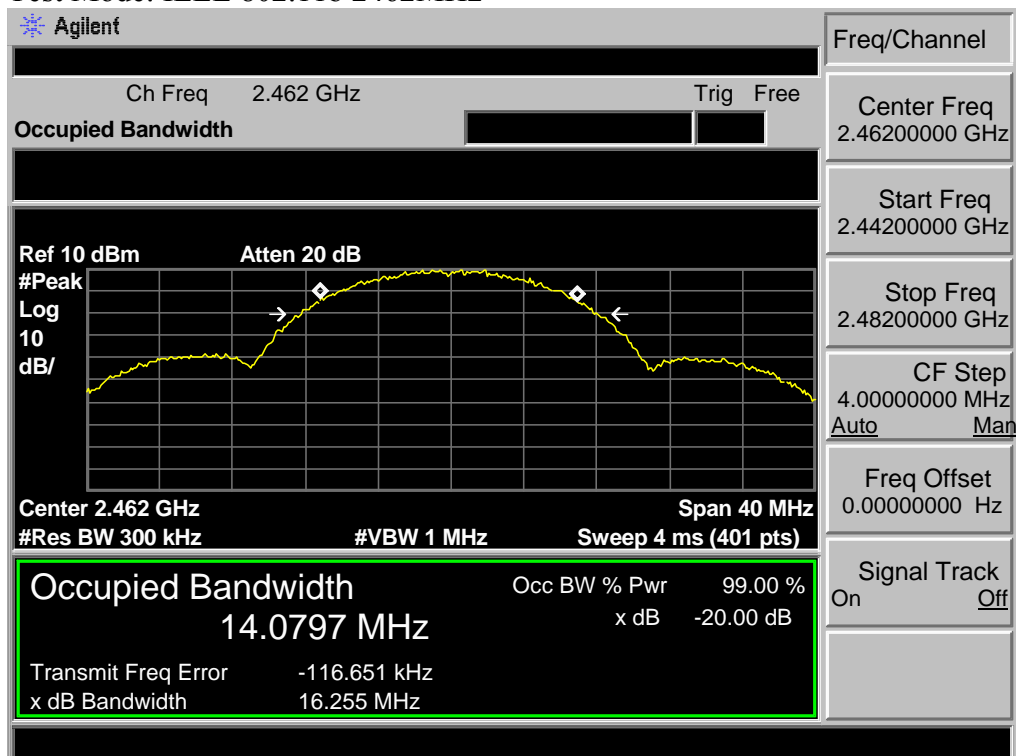 Agilent
Freq/Channel
Ch Freq 2.462 GHz Trig Free
Occupied Bandwidth
Center Freq
2.46200000 GHz
Start Freq
2.44200000 GHz
Ref 10 dBm Atten 20 dB
#Peak
Log
10
dB/
Stop Freq
2.48200000 GHz
CF Step
4.00000000 MHz
Auto Man
Freq Offset
0.00000000 Hz
Center 2.462 GHz Span 40 MHz
#Res BW 300 kHz #VBW 1 MHz Sweep 4 ms (401 pts)
Signal Track
On Off
Occupied Bandwidth Occ BW % Pwr 99.00 %
14.0797 MHz x dB -20.00 dB
Transmit Freq Error -116.651 kHz
x dB Bandwidth 16.255 MHz